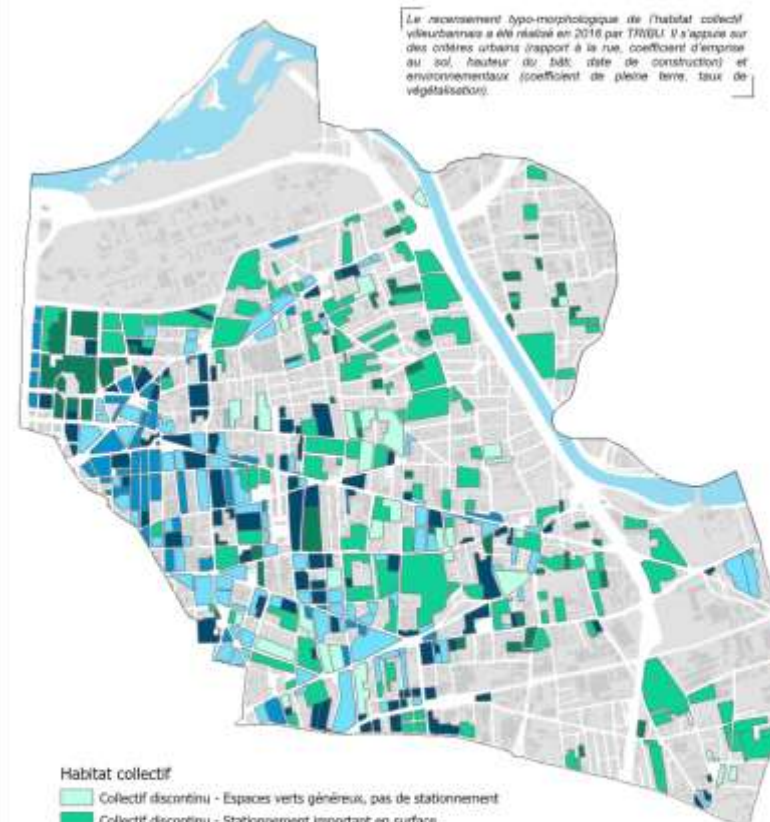 Le recensement typo-morphologique de l'habitat collectif
villeurbannais a été réalisé en 2016 par TRIBU. Il s'appuie sur
des critères urbains (rapport à la rue, coefficient d'emprise
au sol, hauteur du bâti, date de construction) et
environnementaux (coefficient de pleine terre, taux de
végétalisation).
Habitat collectif
Collectif discontinu - Espaces verts généreux, pas de stationnement
Collectif discontinu - Stationnement important en surface